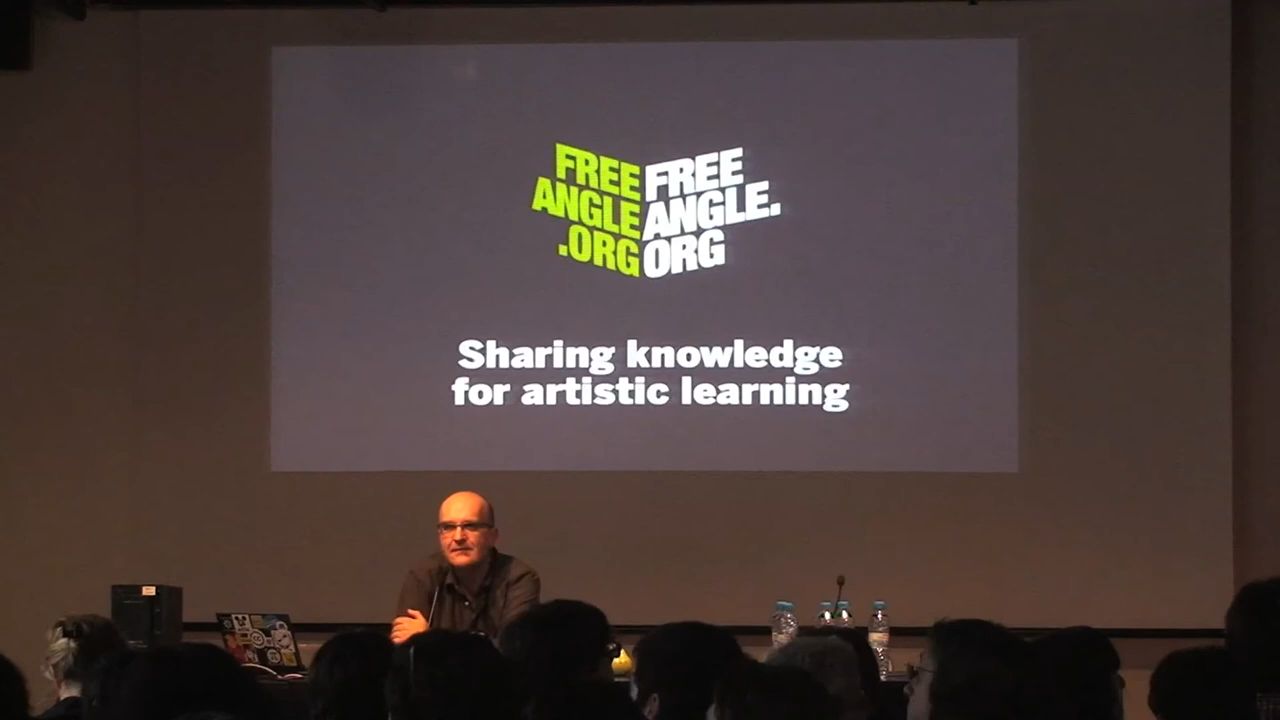 FREE
ANGLE
.ORG
FREE
ANGLE.
ORG
Sharing knowledge
for artistic learning